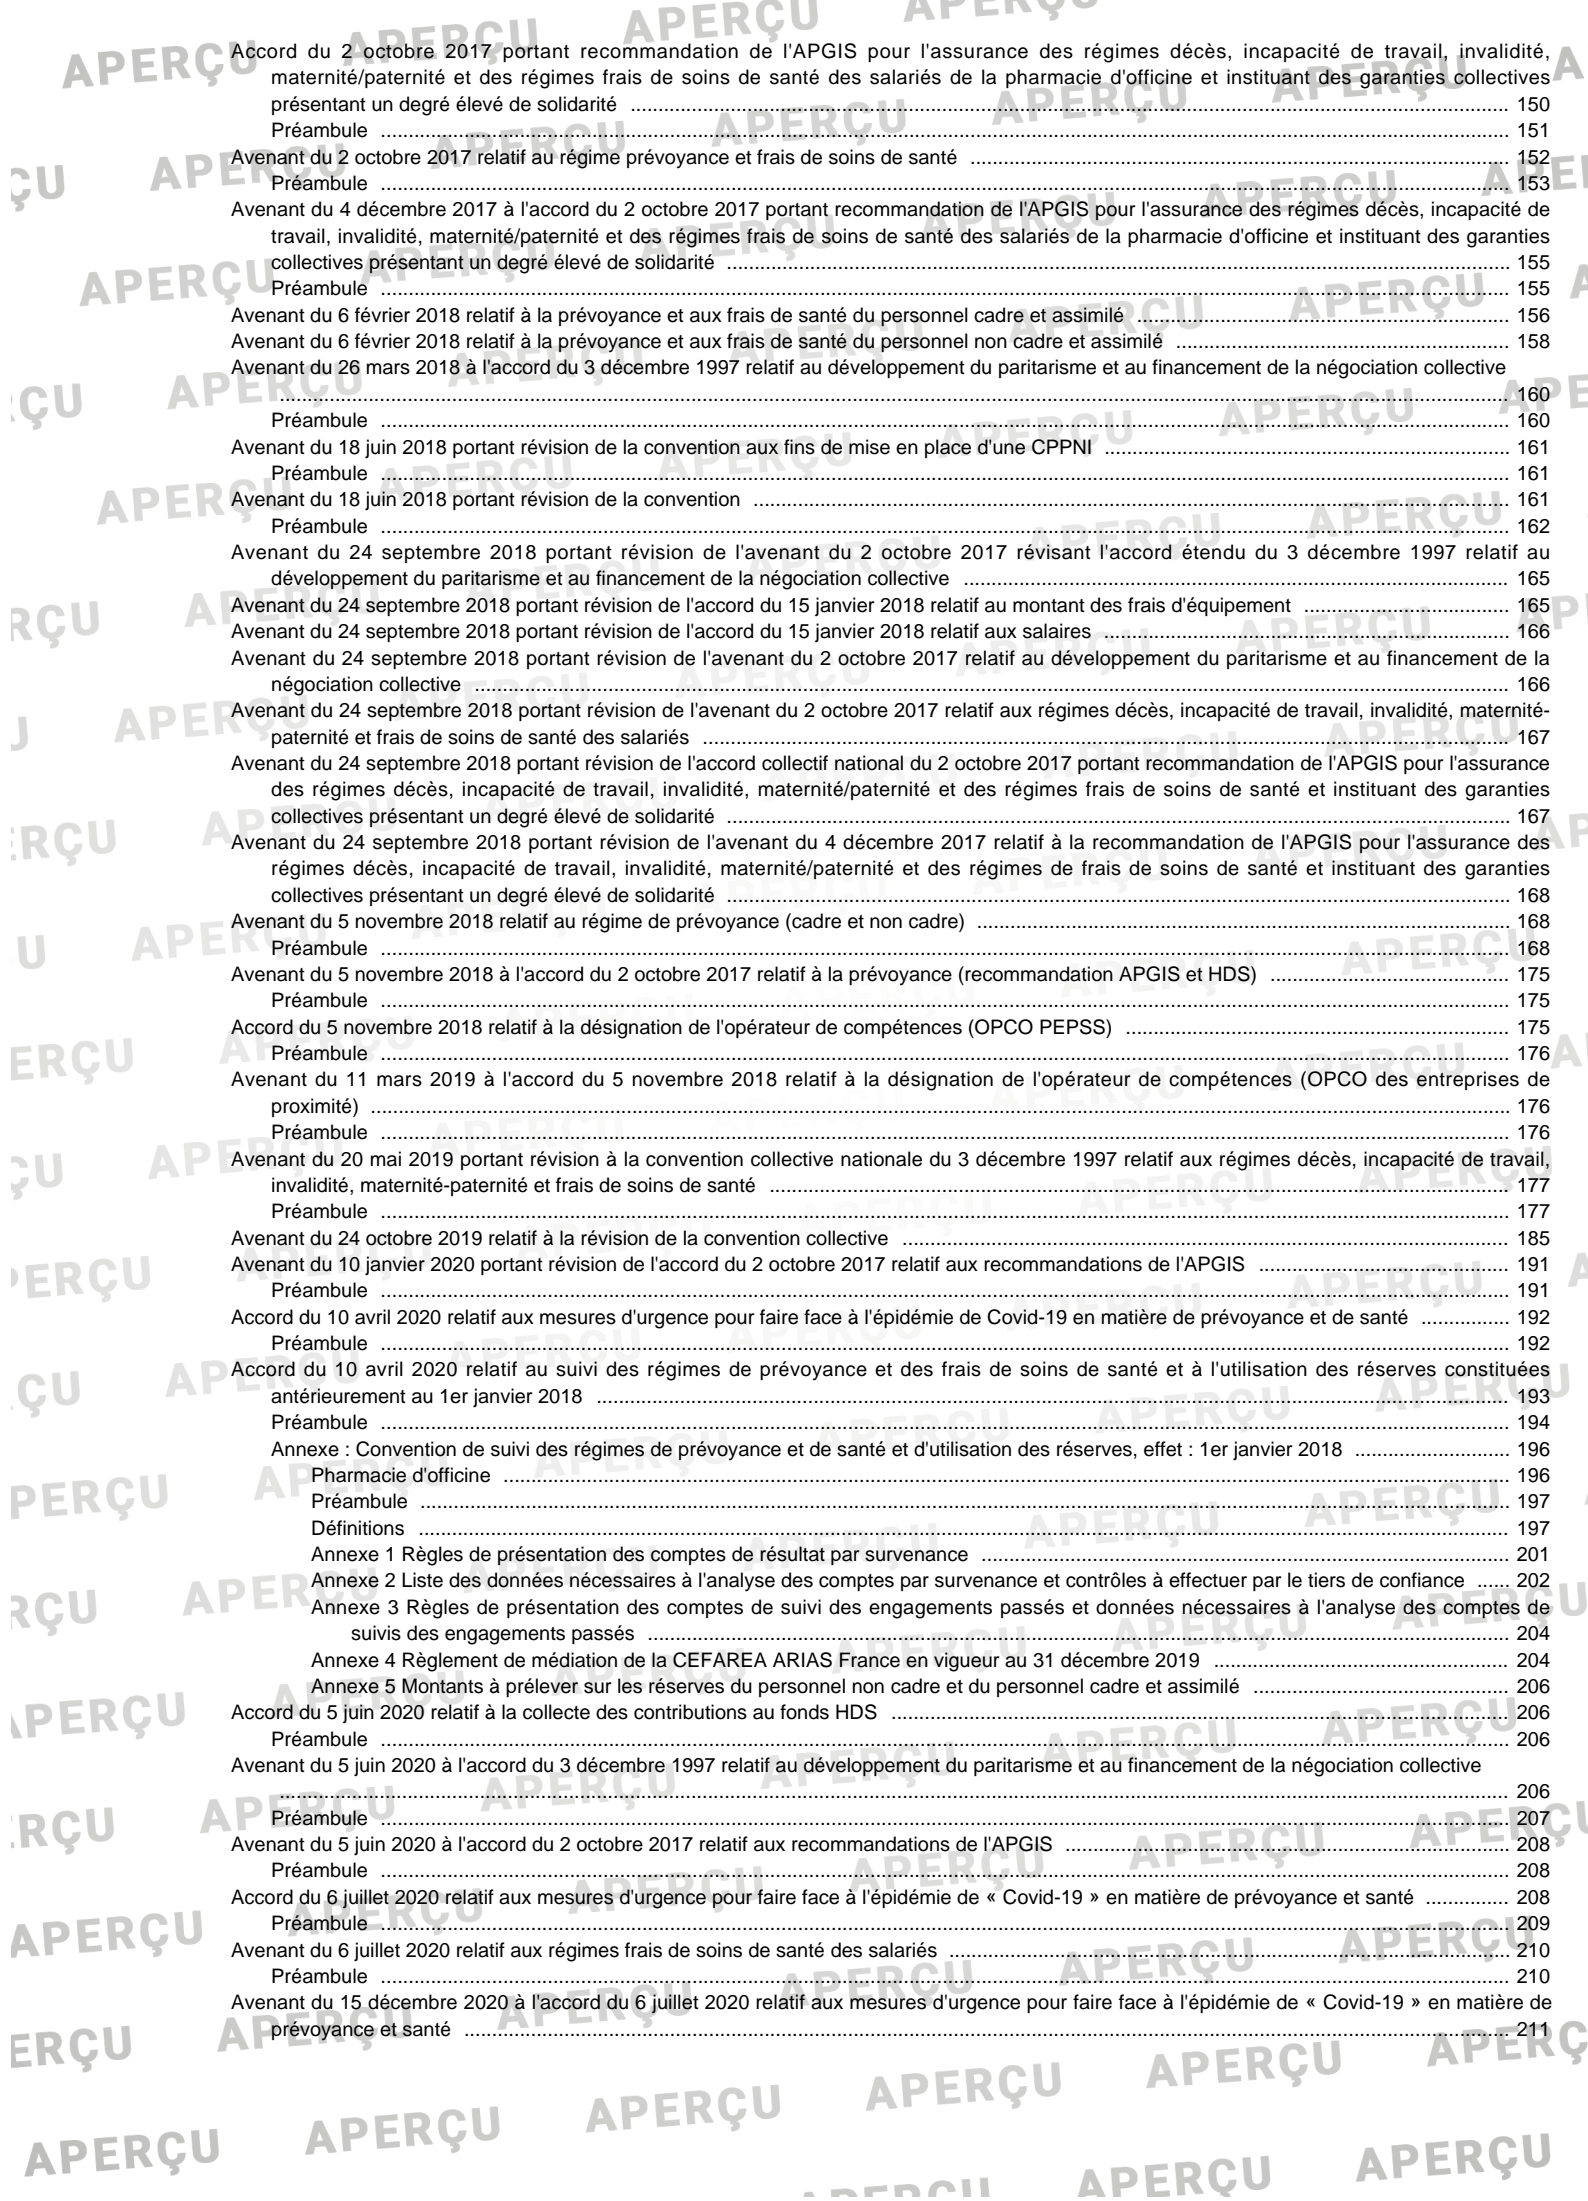 Accord du 2 octobre 2017 portant recommandation de l'APGIS pour l'assurance des régimes décès, incapacité de travail, invalidité,
maternité/paternité et des régimes frais de soins de santé des salariés de la pharmacie d'officine et instituant des garanties collectives
présentant un degré élevé de solidarité ........ 150
Préambule ........ 151
Avenant du 2 octobre 2017 relatif au régime prévoyance et frais de soins de santé ........ 152
Préambule ........ 153
Avenant du 4 décembre 2017 à l'accord du 2 octobre 2017 portant recommandation de l'APGIS pour l'assurance des régimes décès, incapacité de
travail, invalidité, maternité/paternité et des régimes frais de soins de santé des salariés de la pharmacie d'officine et instituant des garanties
collectives présentant un degré élevé de solidarité ........ 155
Préambule ........ 155
Avenant du 6 février 2018 relatif à la prévoyance et aux frais de santé du personnel cadre et assimilé ........ 156
Avenant du 6 février 2018 relatif à la prévoyance et aux frais de santé du personnel non cadre et assimilé ........ 158
Avenant du 26 mars 2018 à l'accord du 3 décembre 1997 relatif au développement du paritarisme et au financement de la négociation collective
........ 160
Préambule ........ 160
Avenant du 18 juin 2018 portant révision de la convention aux fins de mise en place d'une CPPNI ........ 161
Préambule ........ 161
Avenant du 18 juin 2018 portant révision de la convention ........ 161
Préambule ........ 162
Avenant du 24 septembre 2018 portant révision de l'avenant du 2 octobre 2017 révisant l'accord étendu du 3 décembre 1997 relatif au
développement du paritarisme et au financement de la négociation collective ........ 165
Avenant du 24 septembre 2018 portant révision de l'accord du 15 janvier 2018 relatif au montant des frais d'équipement ........ 165
Avenant du 24 septembre 2018 portant révision de l'accord du 15 janvier 2018 relatif aux salaires ........ 166
Avenant du 24 septembre 2018 portant révision de l'avenant du 2 octobre 2017 relatif au développement du paritarisme et au financement de la
négociation collective ........ 166
Avenant du 24 septembre 2018 portant révision de l'avenant du 2 octobre 2017 relatif aux régimes décès, incapacité de travail, invalidité, maternité-
paternité et frais de soins de santé des salariés ........ 167
Avenant du 24 septembre 2018 portant révision de l'accord collectif national du 2 octobre 2017 portant recommandation de l'APGIS pour l'assurance
des régimes décès, incapacité de travail, invalidité, maternité/paternité et des régimes frais de soins de santé et instituant des garanties
collectives présentant un degré élevé de solidarité ........ 167
Avenant du 24 septembre 2018 portant révision de l'avenant du 4 décembre 2017 relatif à la recommandation de l'APGIS pour l'assurance des
régimes décès, incapacité de travail, invalidité, maternité/paternité et des régimes de frais de soins de santé et instituant des garanties
collectives présentant un degré élevé de solidarité ........ 168
Avenant du 5 novembre 2018 relatif au régime de prévoyance (cadre et non cadre) ........ 168
Préambule ........ 168
Avenant du 5 novembre 2018 à l'accord du 2 octobre 2017 relatif à la prévoyance (recommandation APGIS et HDS) ........ 175
Préambule ........ 175
Accord du 5 novembre 2018 relatif à la désignation de l'opérateur de compétences (OPCO PEPSS) ........ 175
Préambule ........ 176
Avenant du 11 mars 2019 à l'accord du 5 novembre 2018 relatif à la désignation de l'opérateur de compétences (OPCO des entreprises de
proximité) ........ 176
Préambule ........ 176
Avenant du 20 mai 2019 portant révision à la convention collective nationale du 3 décembre 1997 relatif aux régimes décès, incapacité de travail,
invalidité, maternité-paternité et frais de soins de santé ........ 177
Préambule ........ 177
Avenant du 24 octobre 2019 relatif à la révision de la convention collective ........ 185
Avenant du 10 janvier 2020 portant révision de l'accord du 2 octobre 2017 relatif aux recommandations de l'APGIS ........ 191
Préambule ........ 191
Accord du 10 avril 2020 relatif aux mesures d'urgence pour faire face à l'épidémie de Covid-19 en matière de prévoyance et de santé ........ 192
Préambule ........ 192
Accord du 10 avril 2020 relatif au suivi des régimes de prévoyance et des frais de soins de santé et à l'utilisation des réserves constituées
antérieurement au 1er janvier 2018 ........ 193
Préambule ........ 194
Annexe : Convention de suivi des régimes de prévoyance et de santé et d'utilisation des réserves, effet : 1er janvier 2018 ........ 196
Pharmacie d'officine ........ 196
Préambule ........ 197
Définitions ........ 197
Annexe 1 Règles de présentation des comptes de résultat par survenance ........ 201
Annexe 2 Liste des données nécessaires à l'analyse des comptes par survenance et contrôles à effectuer par le tiers de confiance ...... 202
Annexe 3 Règles de présentation des comptes de suivi des engagements passés et données nécessaires à l'analyse des comptes de
suivis des engagements passés ........ 204
Annexe 4 Règlement de médiation de la CEFAREA ARIAS France en vigueur au 31 décembre 2019 ........ 204
Annexe 5 Montants à prélever sur les réserves du personnel non cadre et du personnel cadre et assimilé ........ 206
Accord du 5 juin 2020 relatif à la collecte des contributions au fonds HDS ........ 206
Préambule ........ 206
Avenant du 5 juin 2020 à l'accord du 3 décembre 1997 relatif au développement du paritarisme et au financement de la négociation collective
........ 206
Préambule ........ 207
Avenant du 5 juin 2020 à l'accord du 2 octobre 2017 relatif aux recommandations de l'APGIS ........ 208
Préambule ........ 208
Accord du 6 juillet 2020 relatif aux mesures d'urgence pour faire face à l'épidémie de « Covid-19 » en matière de prévoyance et santé ........ 208
Préambule ........ 209
Avenant du 6 juillet 2020 relatif aux régimes frais de soins de santé des salariés ........ 210
Préambule ........ 210
Avenant du 15 décembre 2020 à l'accord du 6 juillet 2020 relatif aux mesures d'urgence pour faire face à l'épidémie de « Covid-19 » en matière de
prévoyance et santé ........ 211
APERÇU